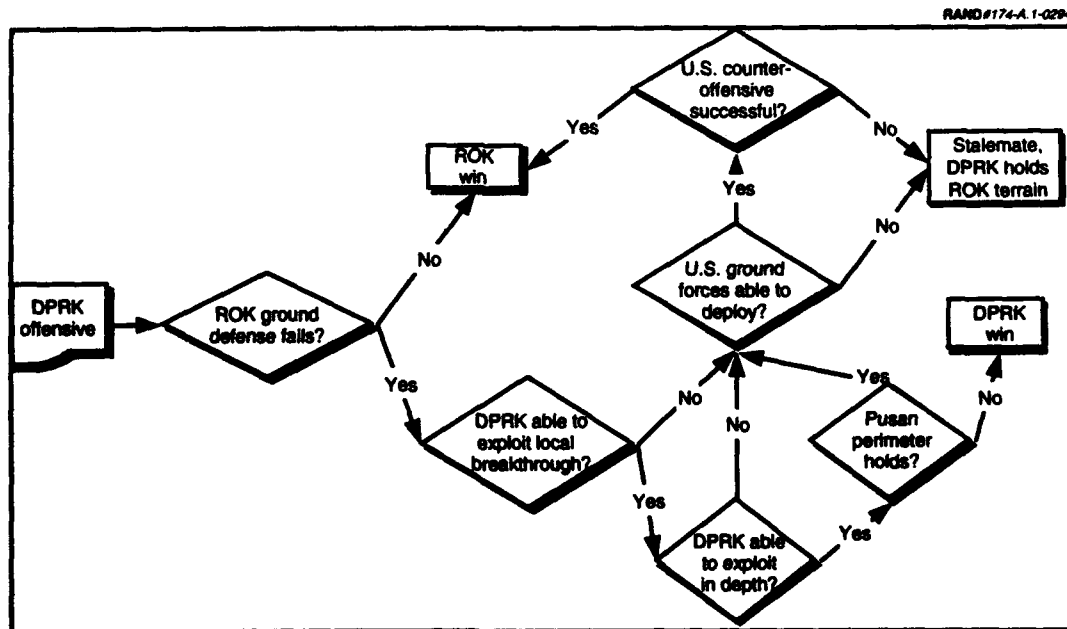 RAND#174-A.1-0294
U.S. counter-
offensive
successful?
Yes
No
ROK
win
Stalemate,
DPRK holds
ROK terrain
Yes
No
No
U.S. ground
forces able to
deploy?
DPRK
offensive
ROK ground
defense fails?
DPRK
win
Yes
No
Yes
No
DPRK able to
exploit local
breakthrough?
No
Pusan
perimeter
holds?
Yes
Yes
DPRK able
to exploit
in depth?